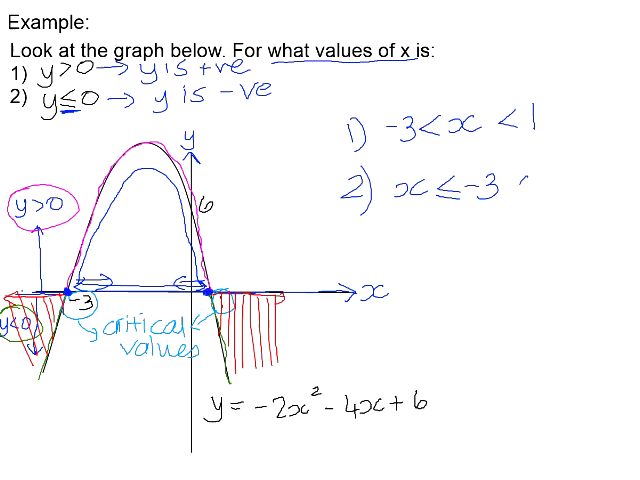 Example:
Look at the graph below. For what values of x is:
1) y>0 → y is +ve
2) y≤0 → y is -ve
1) -3<x<1
2) x≤-3
y
y>0
6
x
-3
y<0
critical
values
y = -2x² - 4x + 6